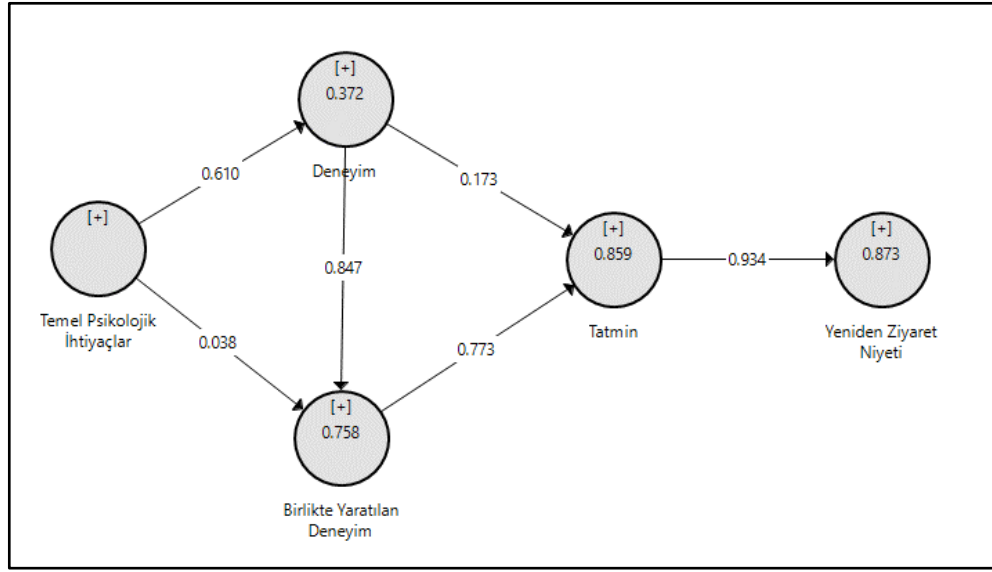 [+]
0.372
Deneyim
0.610
0.173
[+]
Temel Psikolojik
İhtiyaçlar
0.847
[+]
0.859
Tatmin
0.934
[+]
0.873
Yeniden Ziyaret
Niyeti
0.038
0.773
[+]
0.758
Birlikte Yaratılan
Deneyim